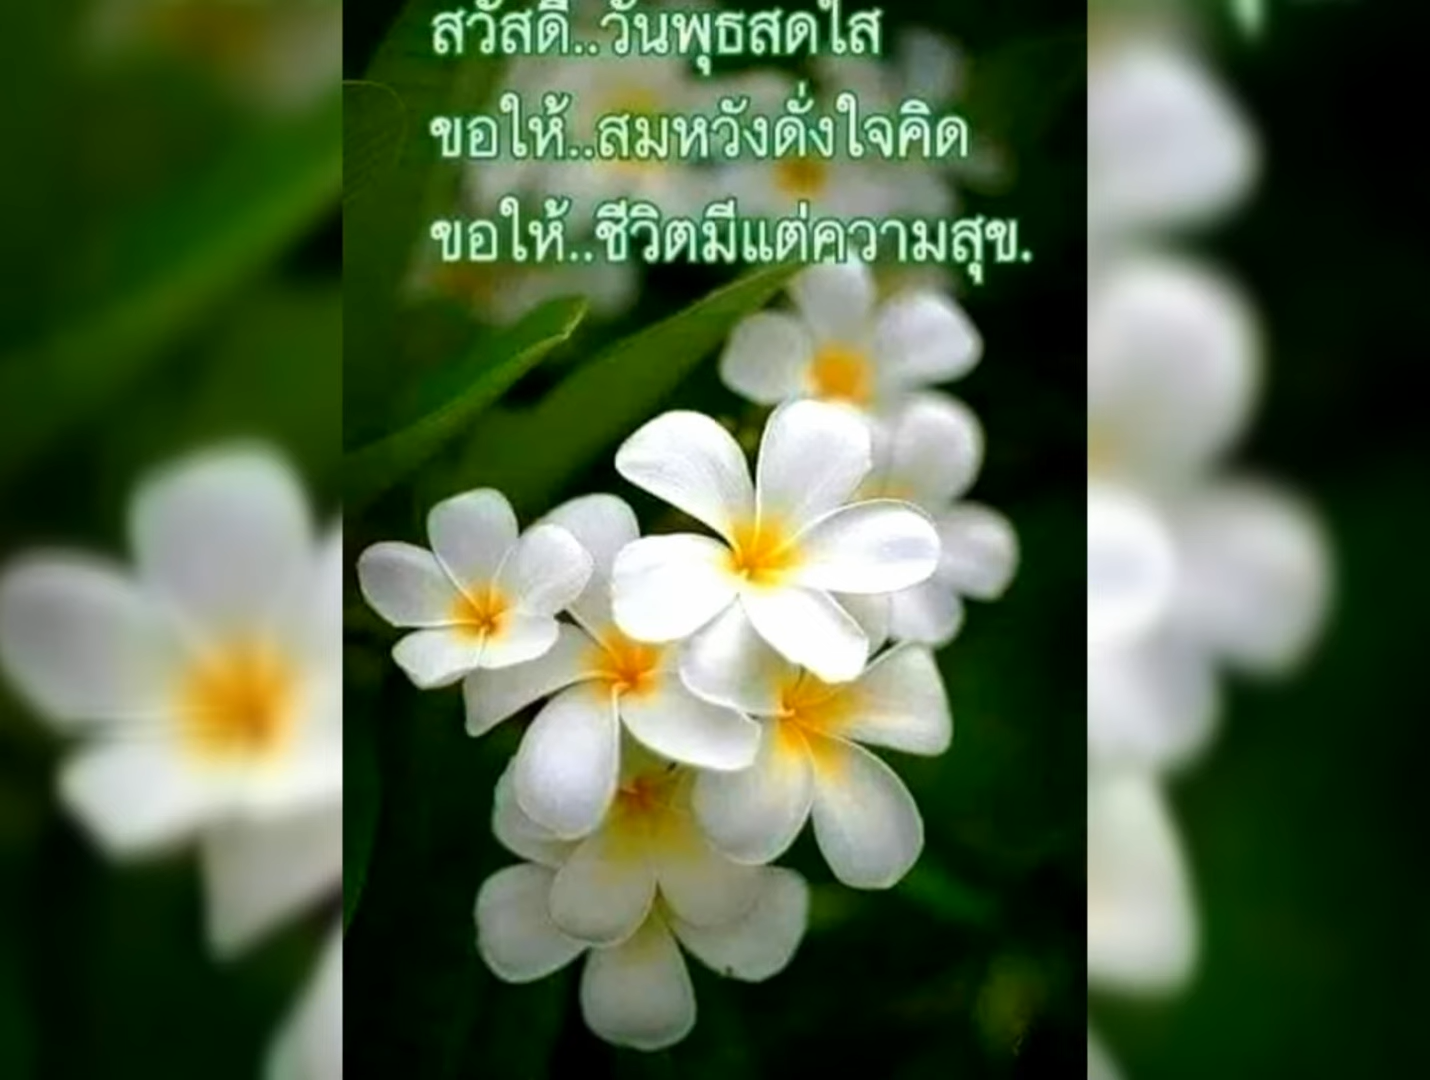 สวัสดี..วันพุธสดใส
ขอให้..สมหวังดั่งใจคิด
ขอให้..ชีวิตมีแต่ความสุข.